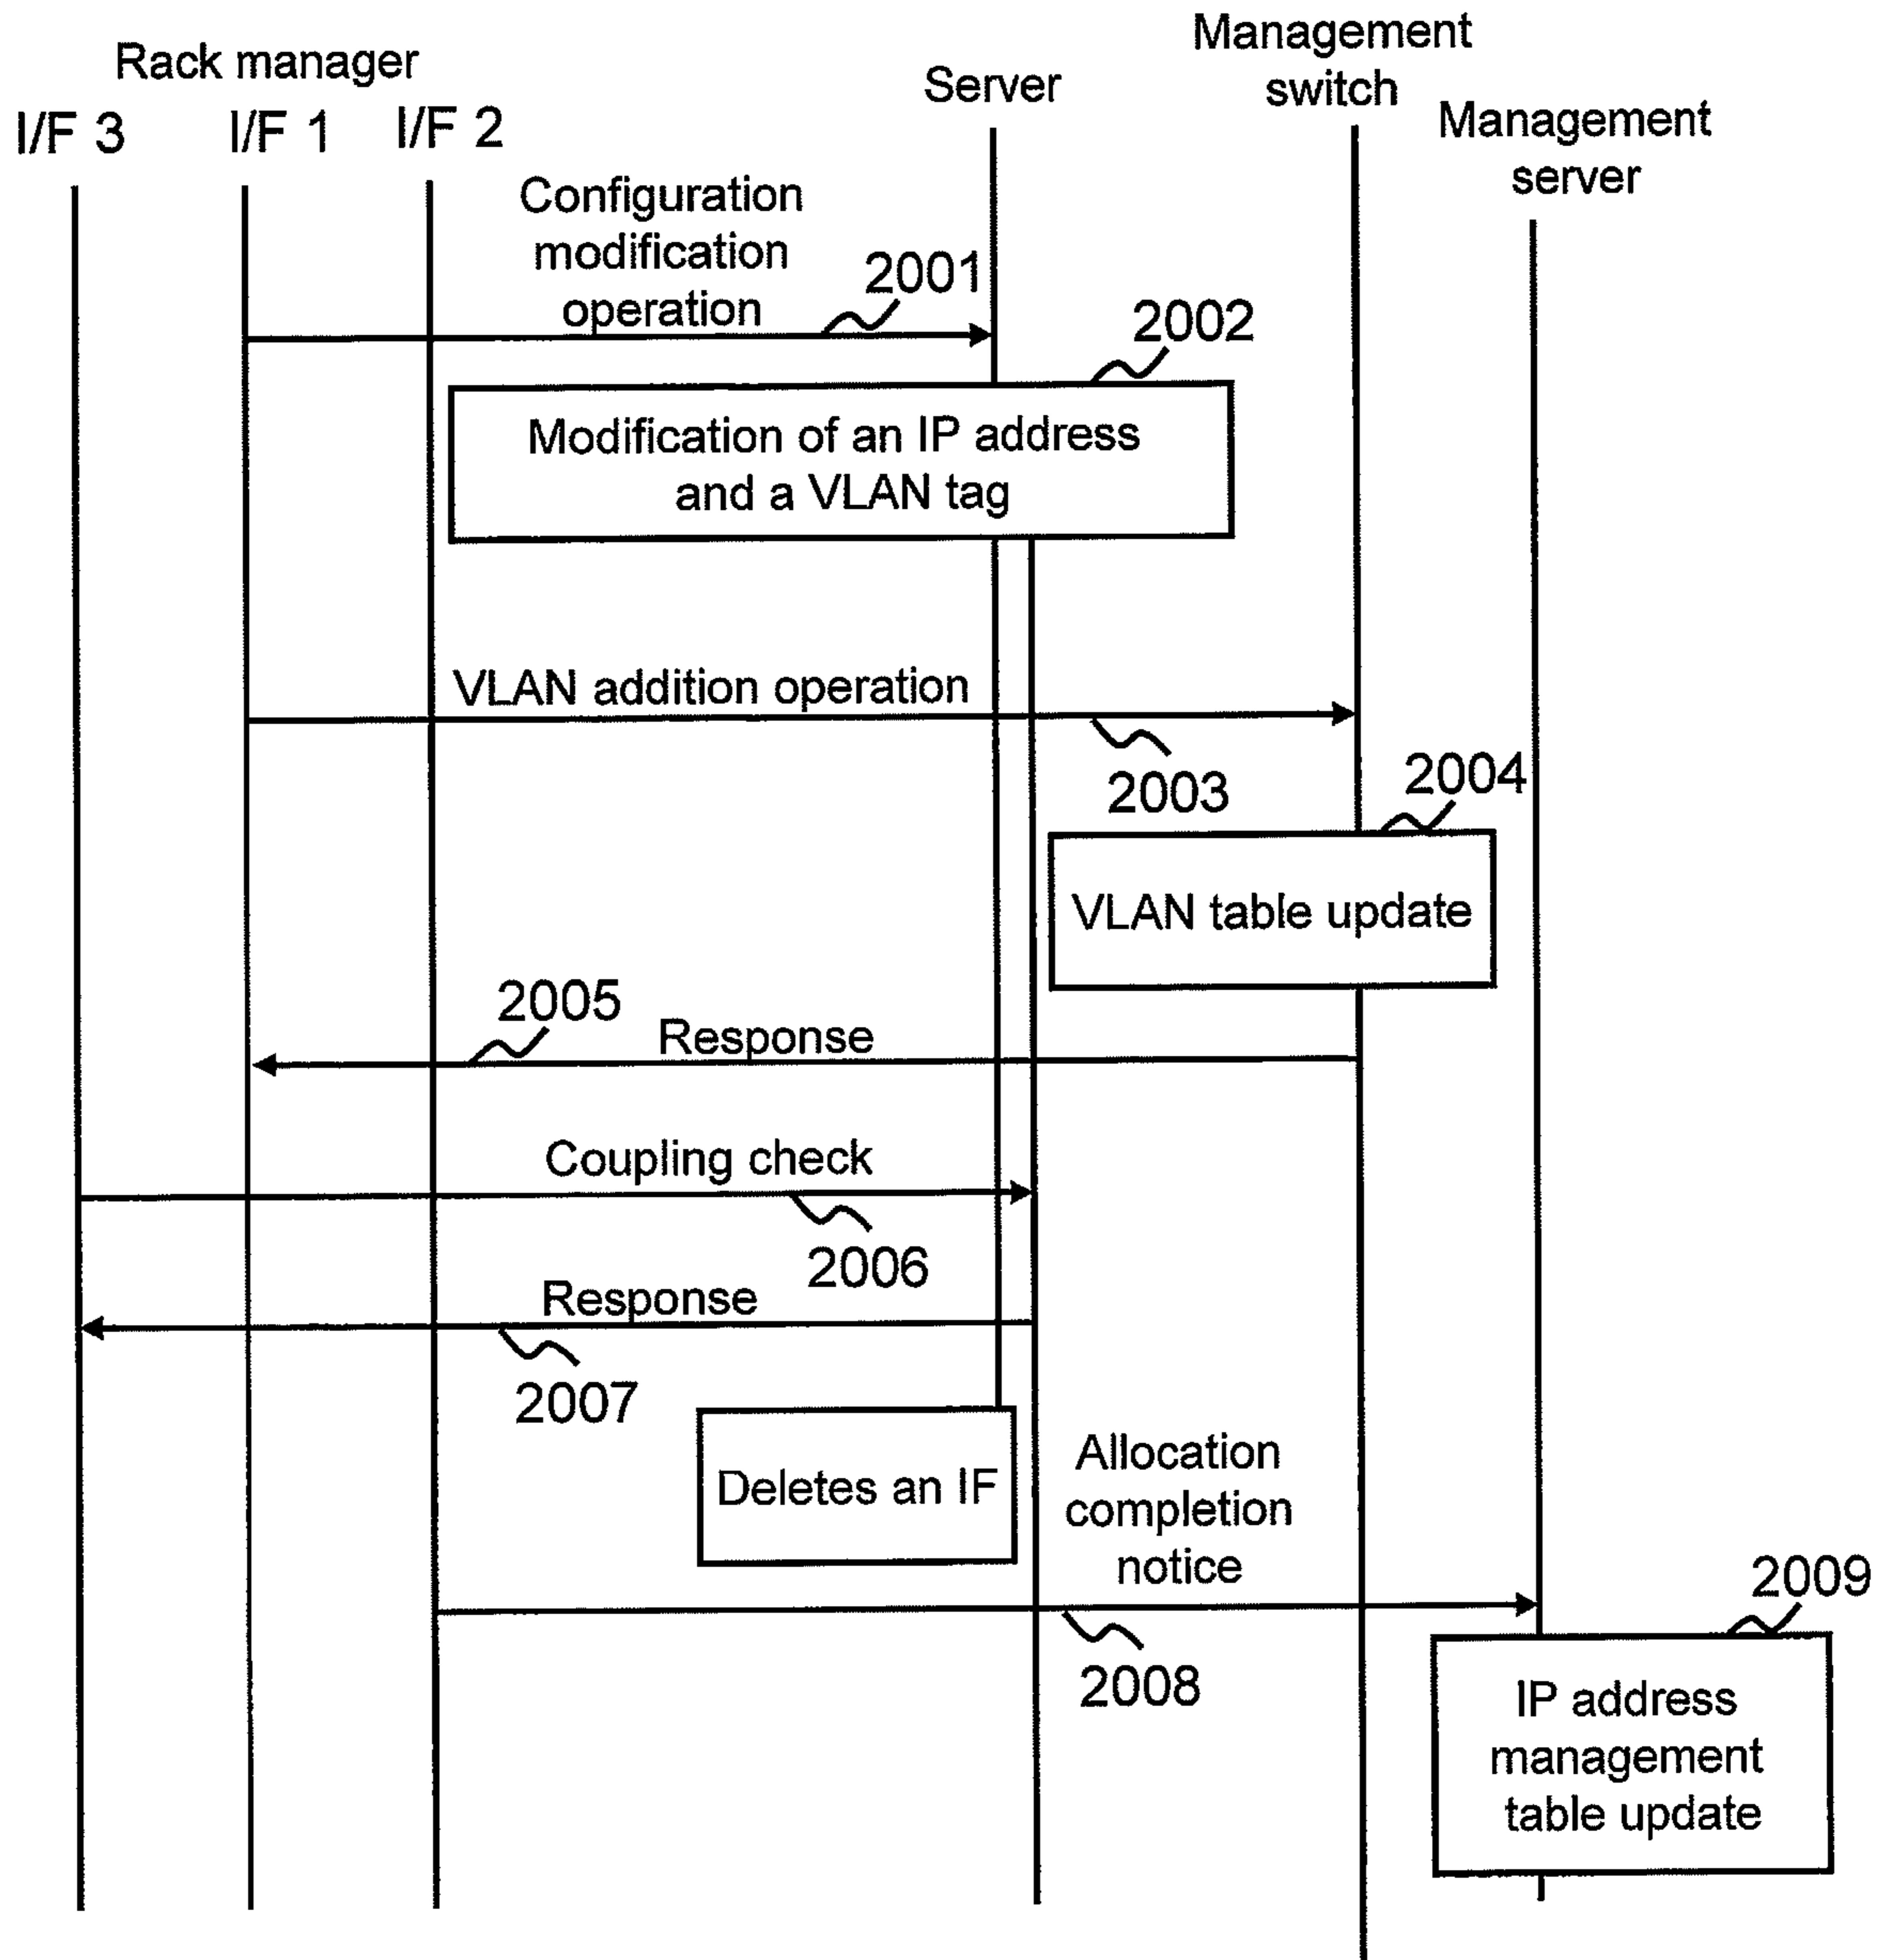 Rack manager
I/F 3
I/F 1
I/F 2
Server
Management
switch
Management
server
Configuration
modification
operation
2001
2002
Modification of an IP address
and a VLAN tag
VLAN addition operation
2003
2004
VLAN table update
2005
Response
Coupling check
2006
Response
2007
Deletes an IF
Allocation
completion
notice
2008
2009
IP address
management
table update